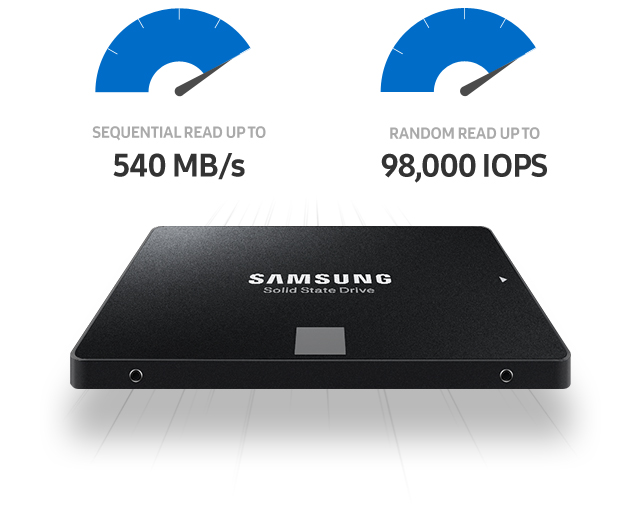 SEQUENTIAL READ UP TO
540 MB/s
RANDOM READ UP TO
98,000 IOPS
SAMSUNG
Solid State Drive